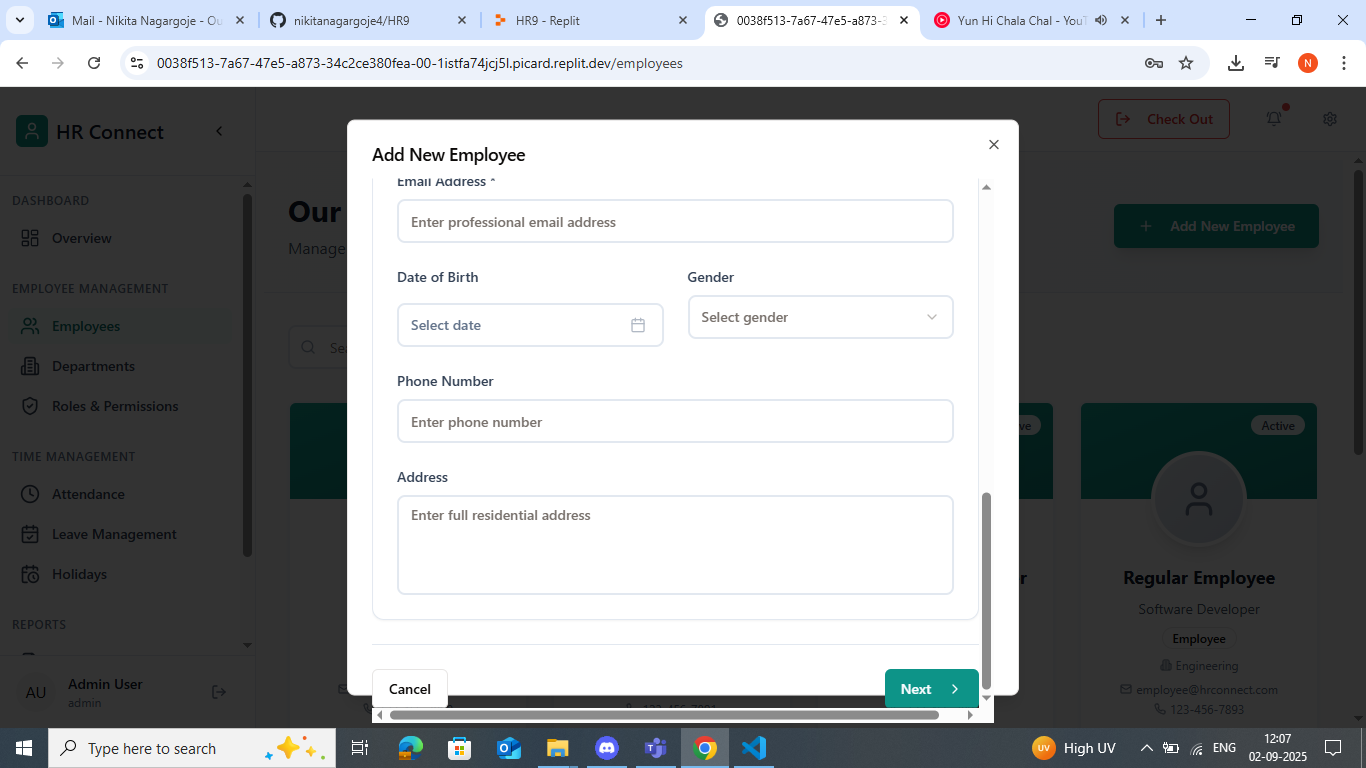 Mail - Nikita Nagargoje - Ou
nikitanagargoje4/HR9
HR9 - Replit
0038f513-7a67-47e5-a873-3
Yun Hi Chala Chal - YouT
0038f513-7a67-47e5-a873-34c2ce380fea-00-1istfa74jcj5l.picard.replit.dev/employees
N
HR Connect
Check Out
DASHBOARD
Overview
EMPLOYEE MANAGEMENT
Employees
Departments
Roles & Permissions
TIME MANAGEMENT
Attendance
Leave Management
Holidays
REPORTS
AU
Admin User
admin
Our
Manage
Add New Employee
Sea
Add New Employee
Email Address *
Enter professional email address
Date of Birth
Gender
Select date
Select gender
Phone Number
Enter phone number
Address
Enter full residential address
Cancel
Next
Active
Regular Employee
Software Developer
Employee
Engineering
employee@hrconnect.com
123-456-7893
Type here to search
UV
High UV
ENG
12:07
02-09-2025